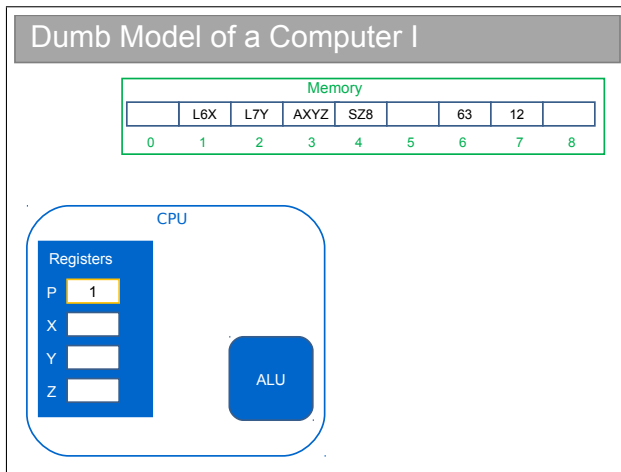 Dumb Model of a Computer I
Memory
L6X L7Y AXYZ SZ8 63 12
0 1 2 3 4 5 6 7 8
CPU
Registers
P 1
X
Y
Z
ALU